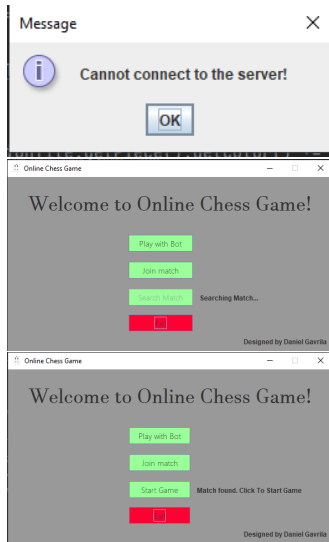 Message
Cannot connect to the server!
OK
Online Chess Game
Welcome to Online Chess Game!
Play with Bot
Join match
Search Match Searching Match...
Designed by Daniel Gavrila
Online Chess Game
Welcome to Online Chess Game!
Play with Bot
Join match
Start Game Match found. Click To Start Game
Designed by Daniel Gavrila